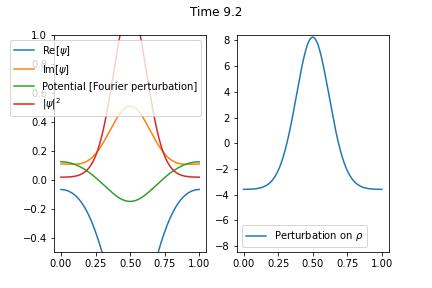 Time 9.2
1.0
0.8
0.6
0.4
0.2
0.0
−0.2
−0.4
0.00 0.25 0.50 0.75 1.00
Re[ψ]
Im[ψ]
Potential [Fourier perturbation]
|ψ|²
8
6
4
2
0
−2
−4
−6
−8
0.00 0.25 0.50 0.75 1.00
Perturbation on ρ